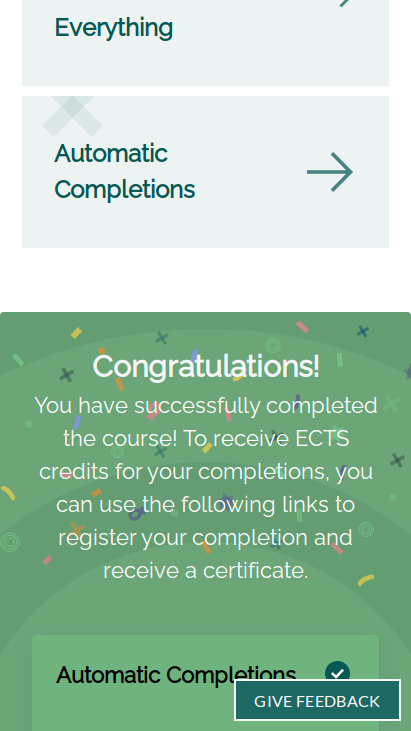 Everything
Automatic
Completions
Congratulations!
You have successfully completed
the course! To receive ECTS
credits for your completions, you
can use the following links to
register your completion and
receive a certificate.
Automatic Completions
GIVE FEEDBACK